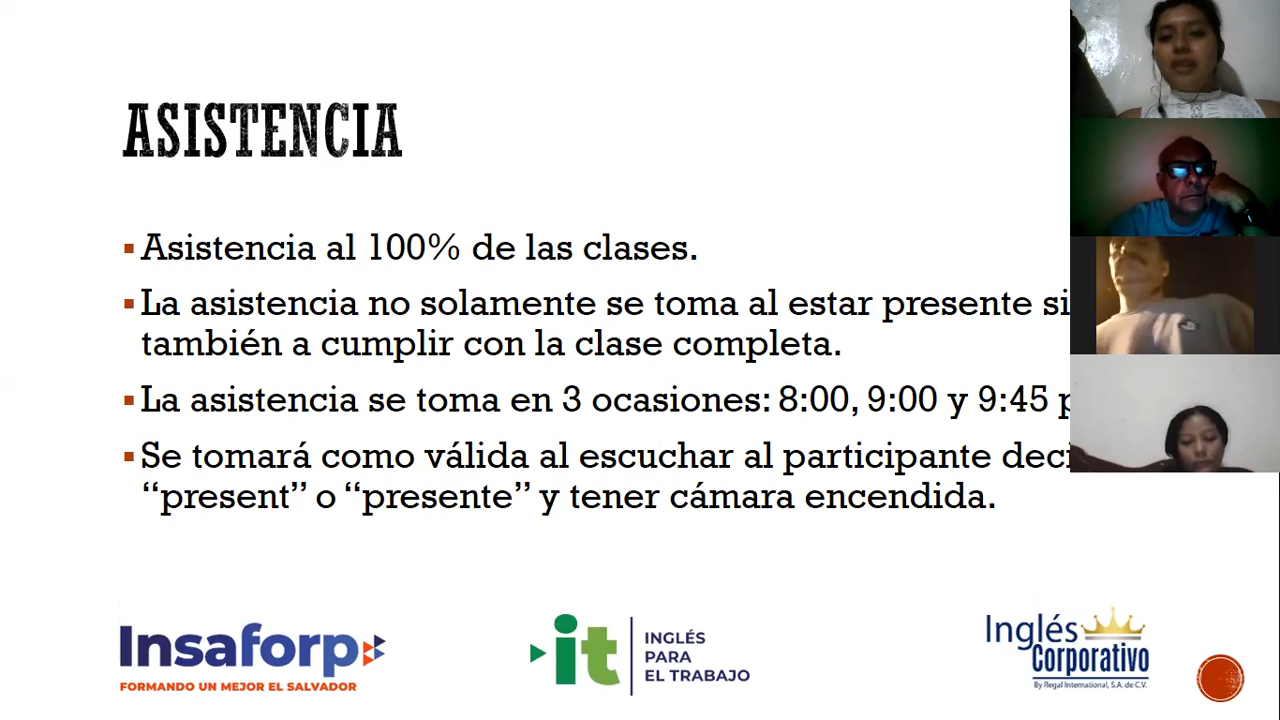 ASISTENCIA
Asistencia al 100% de las clases.
La asistencia no solamente se toma al estar presente si
también a cumplir con la clase completa.
La asistencia se toma en 3 ocasiones: 8:00, 9:00 y 9:45 p
Se tomará como válida al escuchar al participante deci
“present” o “presente” y tener cámara encendida.
Insaforp
FORMANDO UN MEJOR EL SALVADOR
it
INGLÉS
PARA
EL TRABAJO
Inglés
Corporativo
By Regal International, S.A. de C.V.